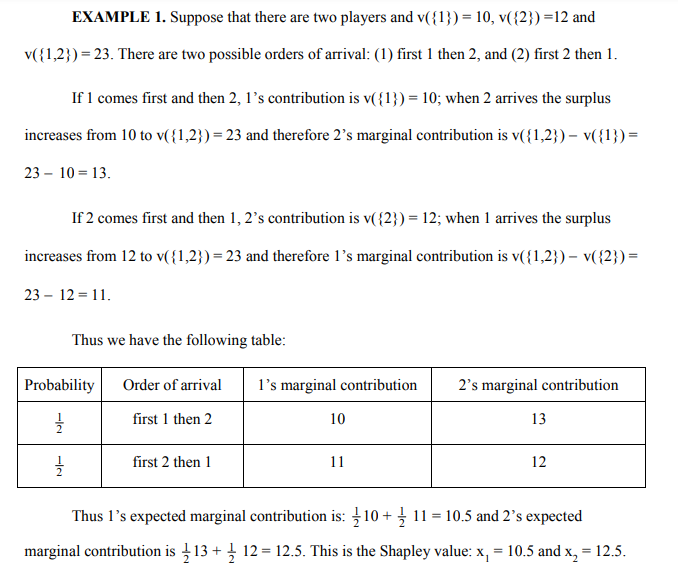 EXAMPLE 1. Suppose that there are two players and v({1}) = 10, v({2}) =12 and
v({1,2}) = 23. There are two possible orders of arrival: (1) first 1 then 2, and (2) first 2 then 1.
If 1 comes first and then 2, 1's contribution is v({1}) = 10; when 2 arrives the surplus
increases from 10 to v({1,2}) = 23 and therefore 2's marginal contribution is v({1,2}) – v({1}) =
23 – 10 = 13.
If 2 comes first and then 1, 2's contribution is v({2}) = 12; when 1 arrives the surplus
increases from 12 to v({1,2}) = 23 and therefore 1's marginal contribution is v({1,2}) – v({2}) =
23 – 12 = 11.
Thus we have the following table:
Probability Order of arrival 1's marginal contribution 2's marginal contribution
1/2 first 1 then 2 10 13
1/2 first 2 then 1 11 12
Thus 1's expected marginal contribution is: 1/2 10 + 1/2 11 = 10.5 and 2's expected
marginal contribution is 1/2 13 + 1/2 12 = 12.5. This is the Shapley value: x₁ = 10.5 and x₂ = 12.5.